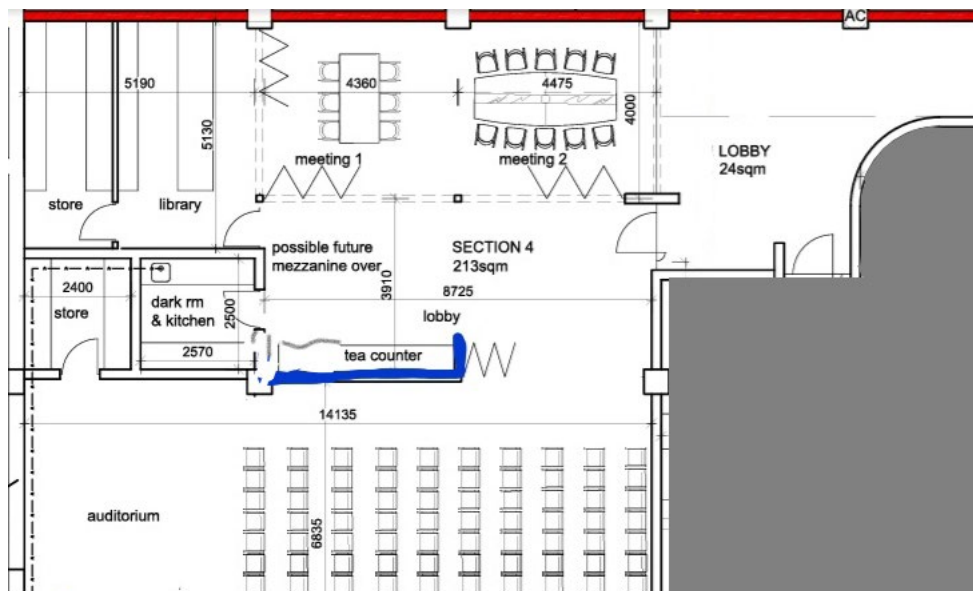 AC
5190
4360
4475
5130
4000
meeting 1
meeting 2
LOBBY
24sqm
store
library
possible future
mezzanine over
SECTION 4
213sqm
3910
2400
store
dark rm
& kitchen
2500
8725
lobby
2570
tea counter
14135
6835
auditorium